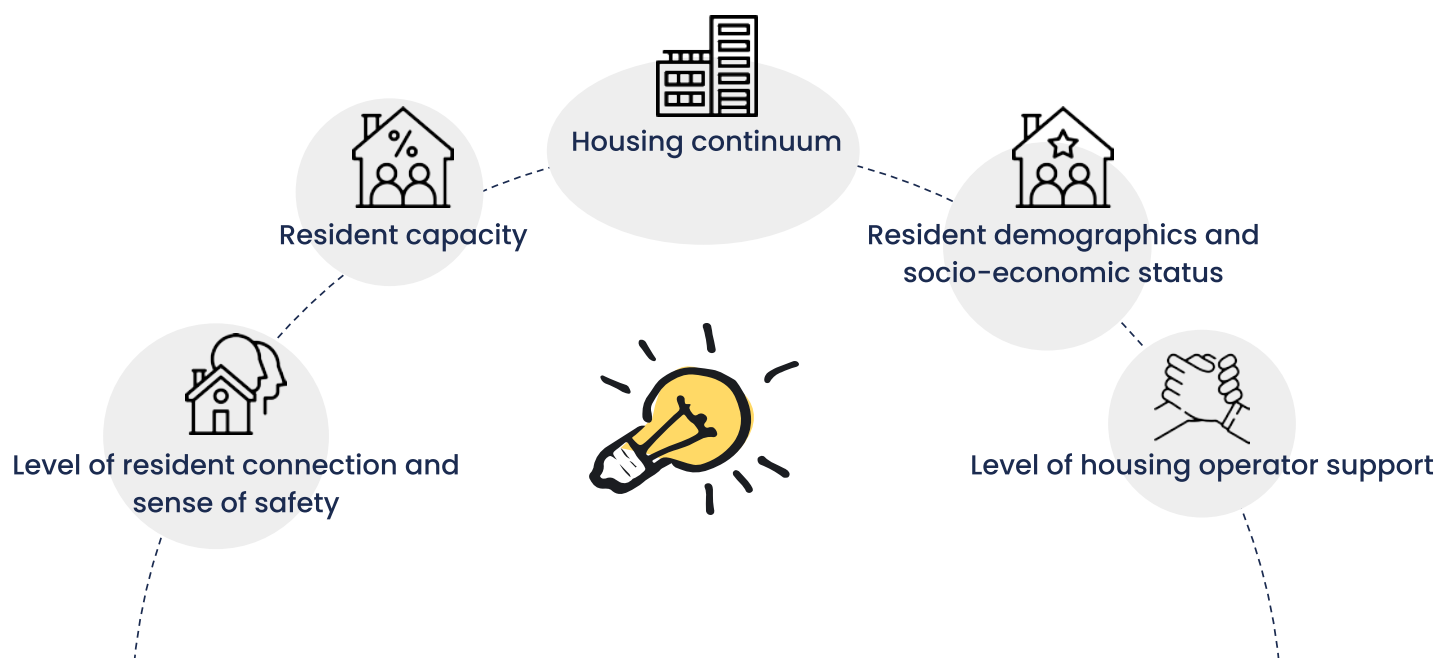 Housing continuum
Resident capacity
Resident demographics and
socio-economic status
Level of resident connection and
sense of safety
Level of housing operator support
%